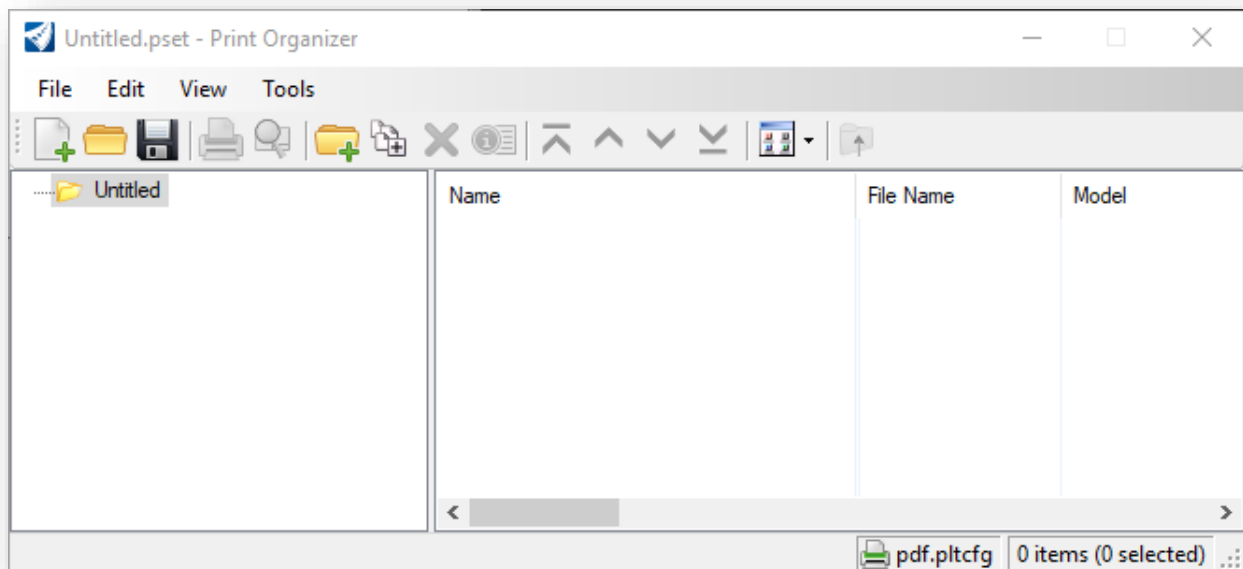 Untitled.pset - Print Organizer
File Edit View Tools
Untitled
Name File Name Model
pdf.pltcfg 0 items (0 selected)